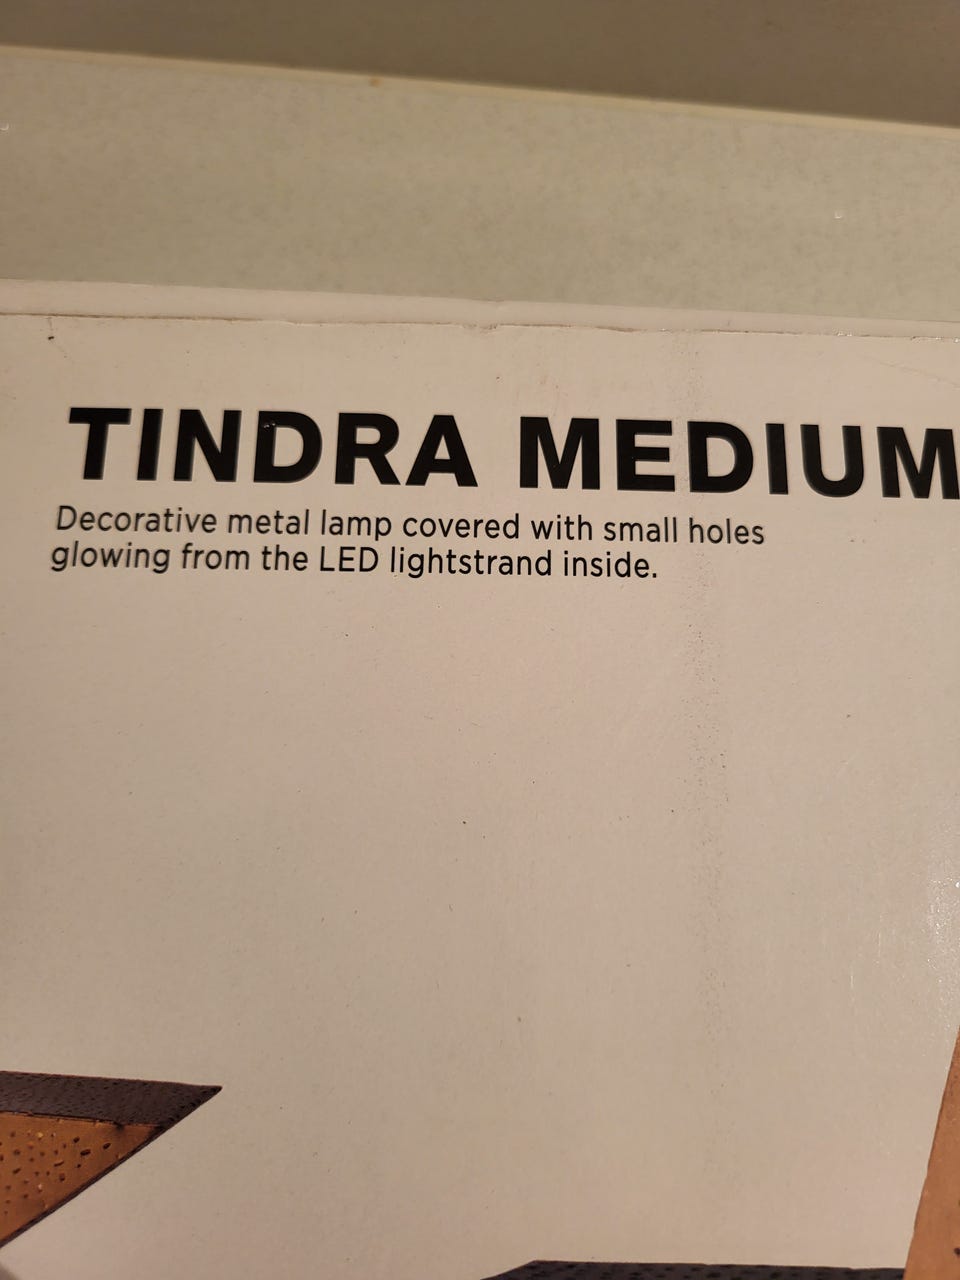 TINDRA MEDIUM
Decorative metal lamp covered with small holes
glowing from the LED lightstrand inside.